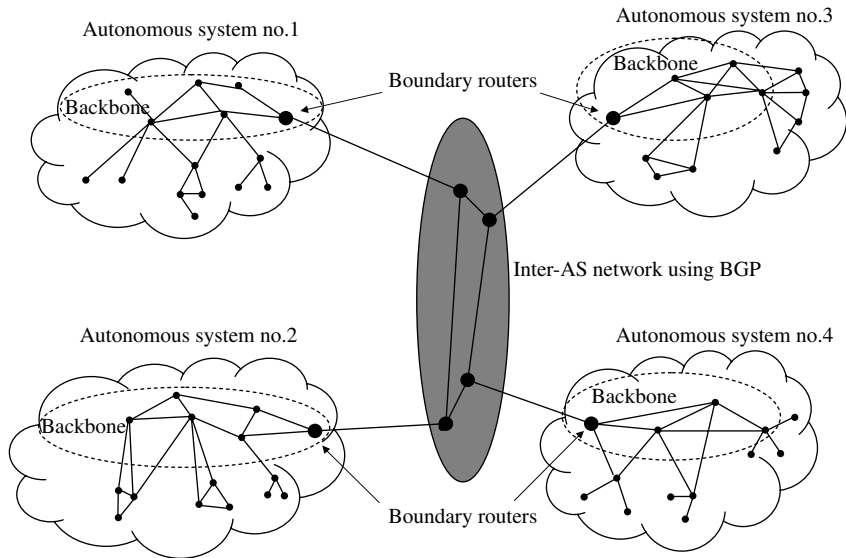 Autonomous system no.1
Autonomous system no.3
Backbone
Boundary routers
Backbone
Inter-AS network using BGP
Autonomous system no.2
Autonomous system no.4
Backbone
Backbone
Boundary routers